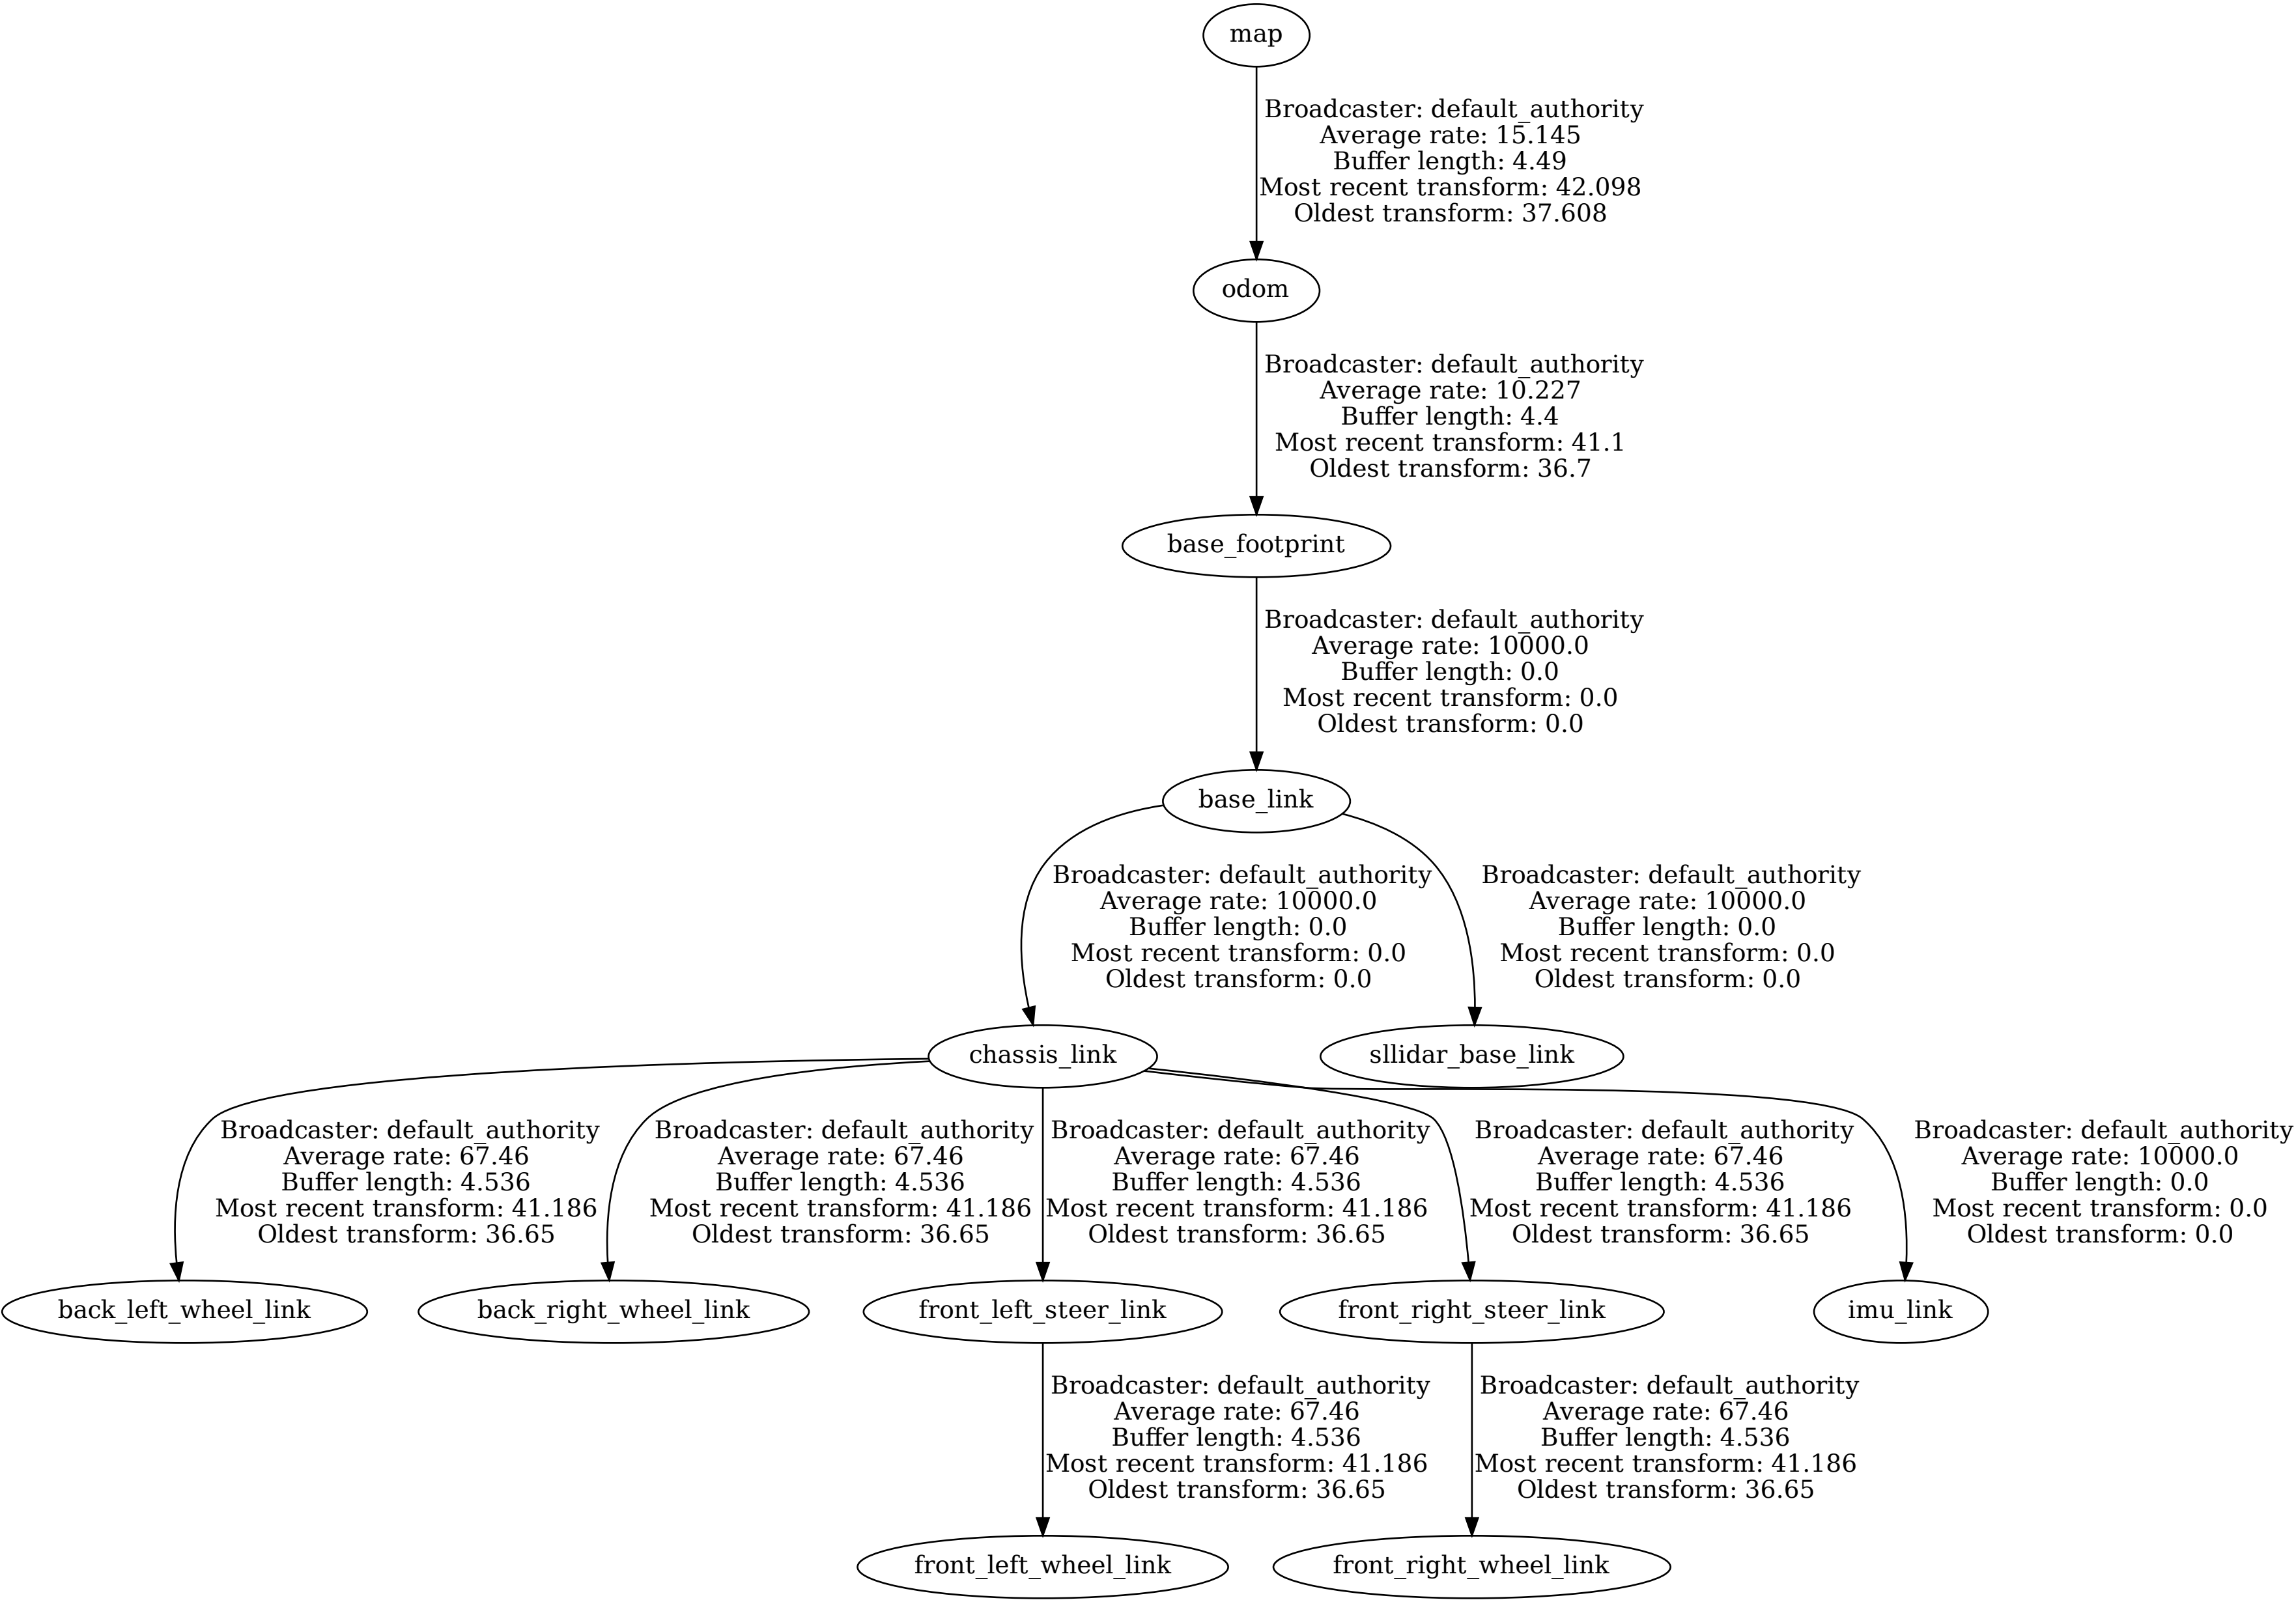 map
Broadcaster: default_authority
Average rate: 15.145
Buffer length: 4.49
Most recent transform: 42.098
Oldest transform: 37.608
odom
Broadcaster: default_authority
Average rate: 10.227
Buffer length: 4.4
Most recent transform: 41.1
Oldest transform: 36.7
base_footprint
Broadcaster: default_authority
Average rate: 10000.0
Buffer length: 0.0
Most recent transform: 0.0
Oldest transform: 0.0
base_link
Broadcaster: default_authority
Average rate: 10000.0
Buffer length: 0.0
Most recent transform: 0.0
Oldest transform: 0.0
Broadcaster: default_authority
Average rate: 10000.0
Buffer length: 0.0
Most recent transform: 0.0
Oldest transform: 0.0
chassis_link
sllidar_base_link
Broadcaster: default_authority
Average rate: 67.46
Buffer length: 4.536
Most recent transform: 41.186
Oldest transform: 36.65
Broadcaster: default_authority
Average rate: 67.46
Buffer length: 4.536
Most recent transform: 41.186
Oldest transform: 36.65
Broadcaster: default_authority
Average rate: 67.46
Buffer length: 4.536
Most recent transform: 41.186
Oldest transform: 36.65
Broadcaster: default_authority
Average rate: 67.46
Buffer length: 4.536
Most recent transform: 41.186
Oldest transform: 36.65
Broadcaster: default_authority
Average rate: 10000.0
Buffer length: 0.0
Most recent transform: 0.0
Oldest transform: 0.0
back_left_wheel_link
back_right_wheel_link
front_left_steer_link
front_right_steer_link
imu_link
Broadcaster: default_authority
Average rate: 67.46
Buffer length: 4.536
Most recent transform: 41.186
Oldest transform: 36.65
Broadcaster: default_authority
Average rate: 67.46
Buffer length: 4.536
Most recent transform: 41.186
Oldest transform: 36.65
front_left_wheel_link
front_right_wheel_link